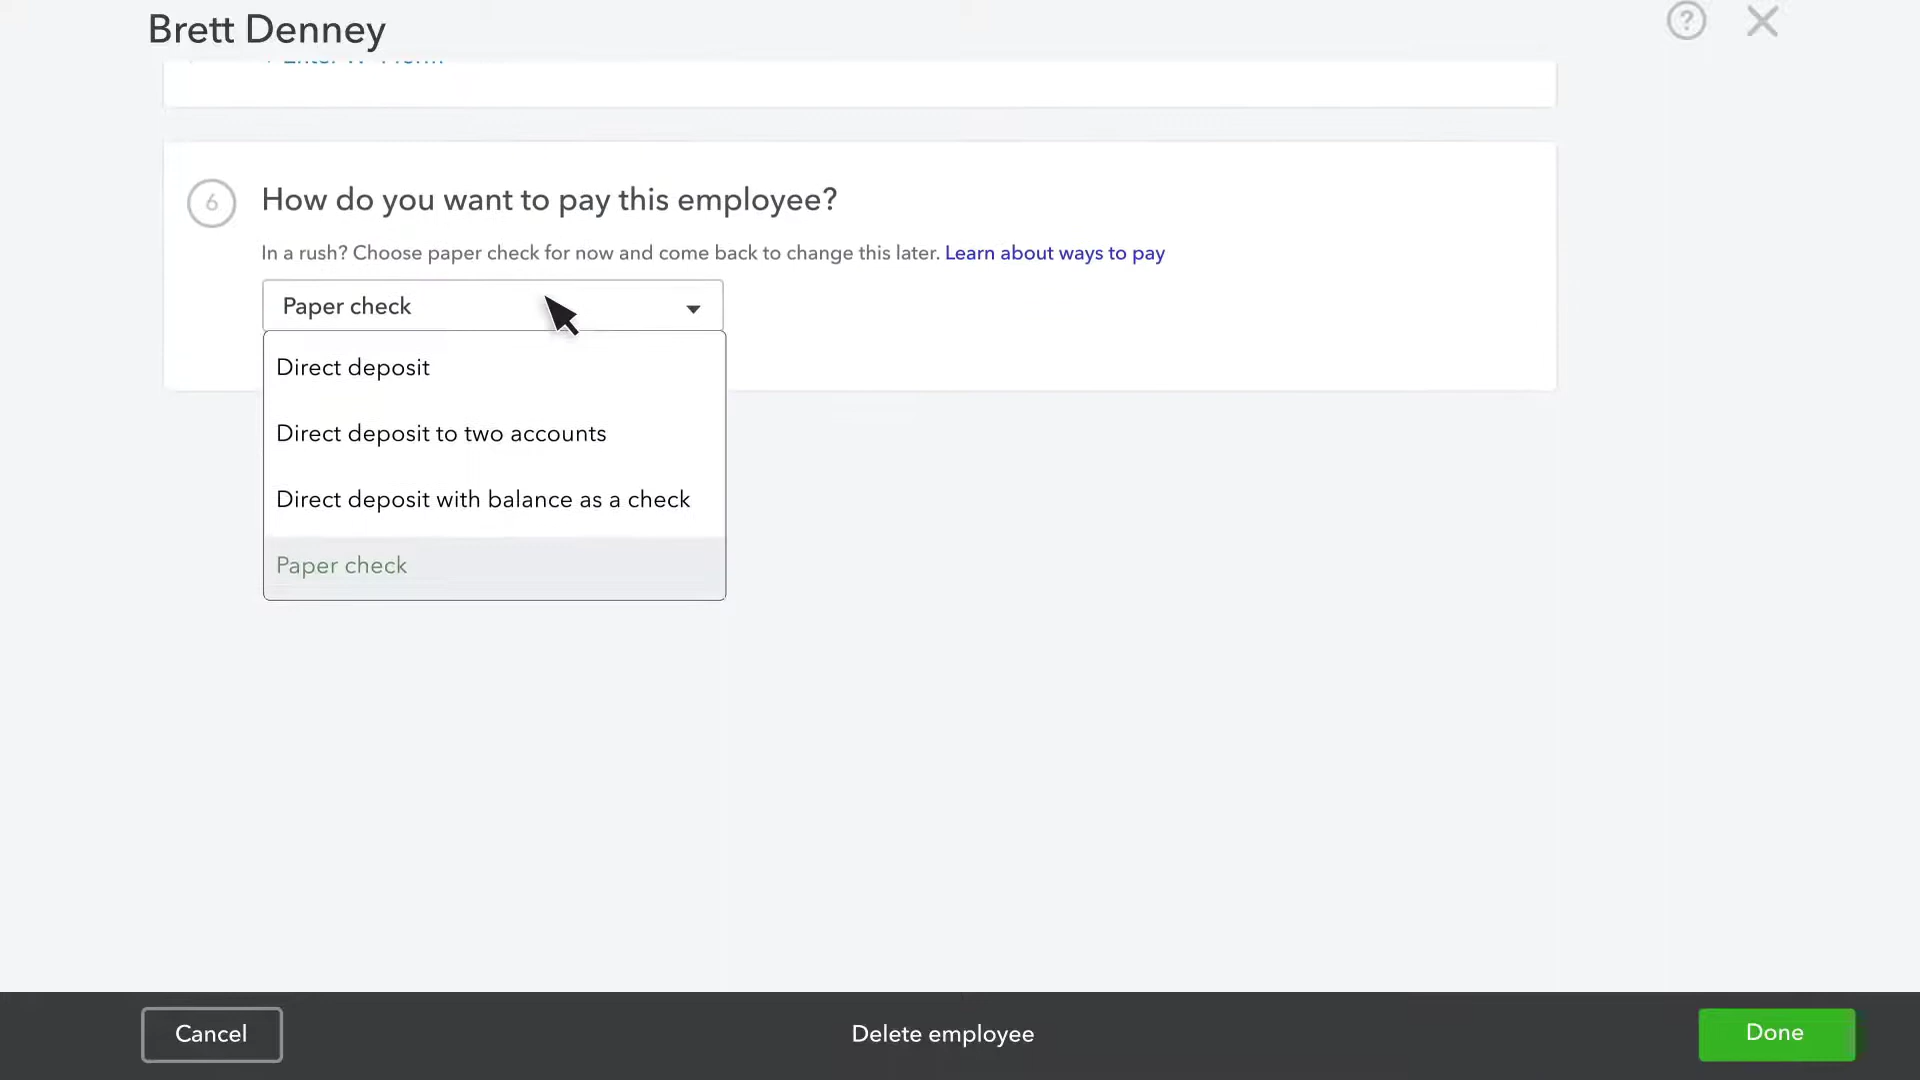 Brett Denney
?
6
How do you want to pay this employee?
In a rush? Choose paper check for now and come back to change this later. Learn about ways to pay
Paper check
Direct deposit
Direct deposit to two accounts
Direct deposit with balance as a check
Paper check
Cancel
Delete employee
Done